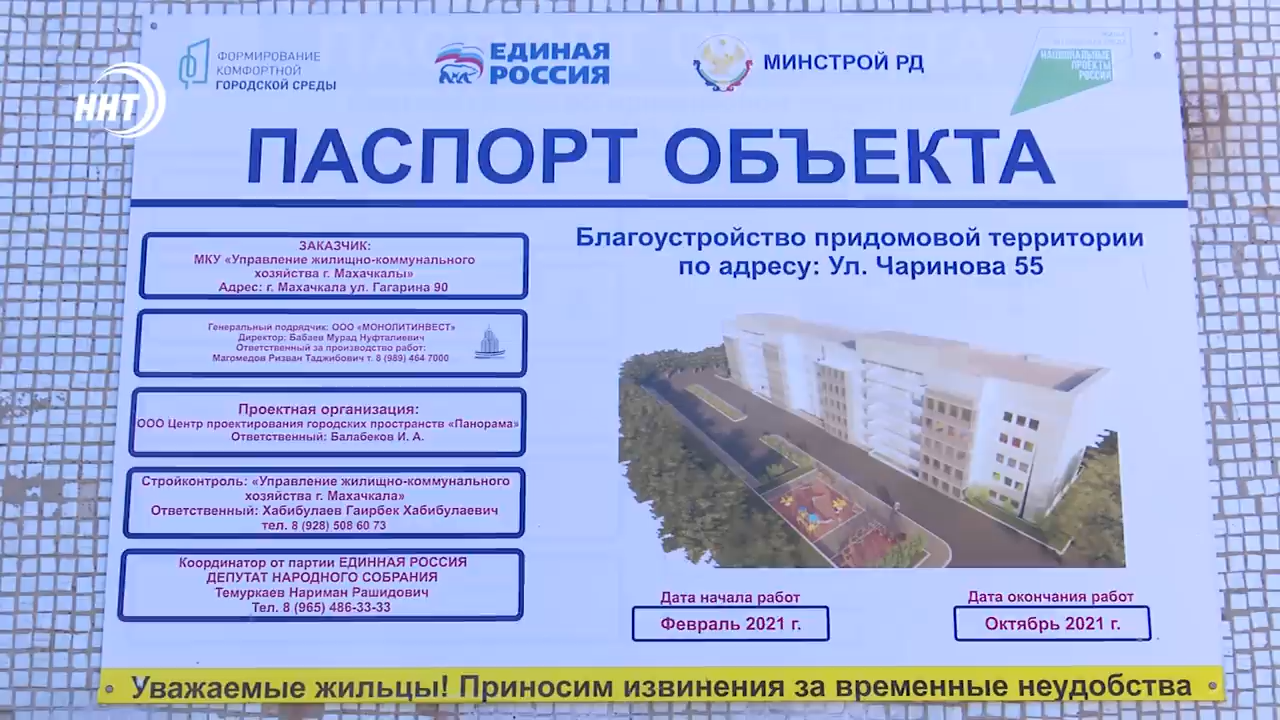 ФОРМИРОВАНИЕ
КОМФОРТНОЙ
ГОРОДСКОЙ СРЕДЫ
ЕДИНАЯ
РОССИЯ
МИНСТРОЙ РД
НАЦИОНАЛЬНЫЕ
ПРОЕКТЫ
РОССИИ
ННТ
ПАСПОРТ ОБЪЕКТА
ЗАКАЗЧИК:
МКУ «Управление жилищно-коммунального
хозяйства г. Махачкалы»
Адрес: г. Махачкала ул. Гагарина 90
Генеральный подрядчик: ООО «МОНОЛИТИНВЕСТ»
Директор: Бабаев Мурад Нуфталиевич
Ответственный за производство работ:
Магомедов Ризван Таджибович т. 8 (989) 464 7000
Проектная организация:
ООО Центр проектирования городских пространств «Панорама»
Ответственный: Балабеков И. А.
Стройконтроль: «Управление жилищно-коммунального
хозяйства г. Махачкала»
Ответственный: Хабибулаев Гаирбек Хабибулаевич
тел. 8 (928) 508 60 73
Координатор от партии ЕДИННАЯ РОССИЯ
ДЕПУТАТ НАРОДНОГО СОБРАНИЯ
Темуркаев Нариман Рашидович
Тел. 8 (965) 486-33-33
Благоустройство придомовой территории
по адресу: Ул. Чаринова 55
Дата начала работ
Февраль 2021 г.
Дата окончания работ
Октябрь 2021 г.
Уважаемые жильцы! Приносим извинения за временные неудобства